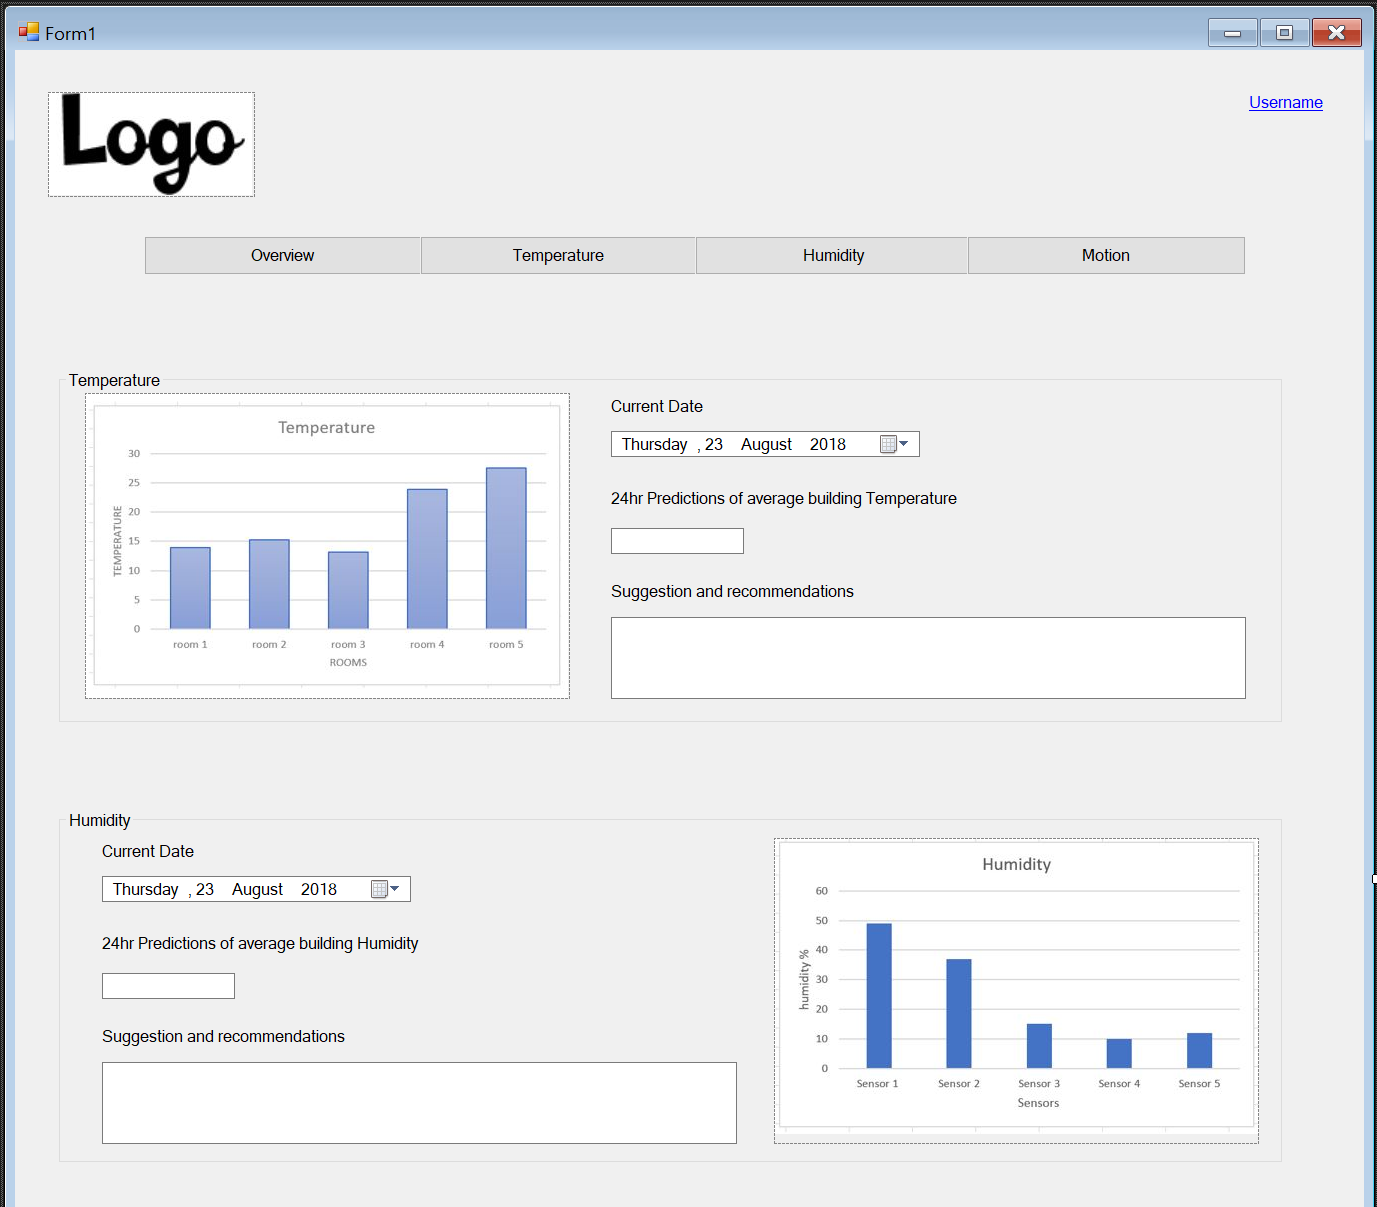 Form1
Logo
Username
Overview Temperature Humidity Motion
Temperature
Temperature
30
25
20
15
10
5
0
TEMPERATURE
room 1 room 2 room 3 room 4 room 5
ROOMS
Current Date
Thursday , 23 August 2018
24hr Predictions of average building Temperature
Suggestion and recommendations
Humidity
Current Date
Thursday , 23 August 2018
24hr Predictions of average building Humidity
Suggestion and recommendations
Humidity
60
50
40
30
20
10
0
humidity %
Sensor 1 Sensor 2 Sensor 3 Sensor 4 Sensor 5
Sensors